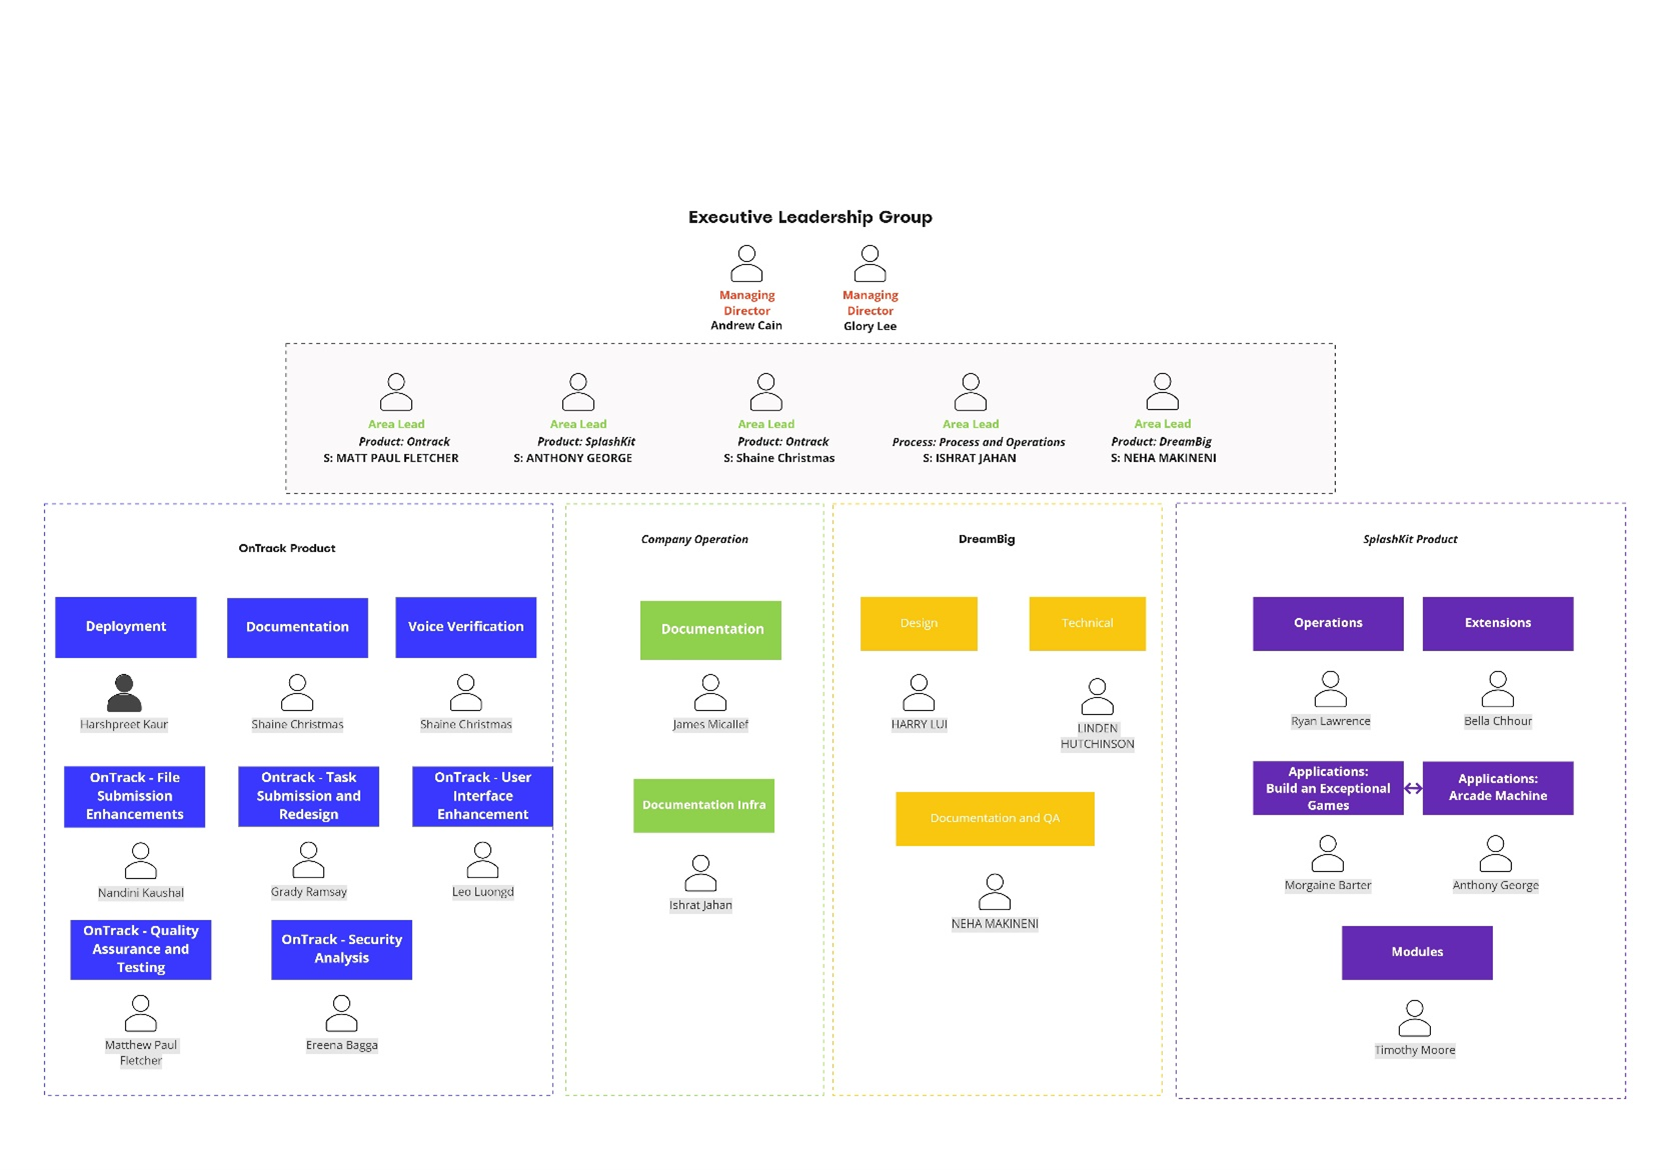 Executive Leadership Group
Managing
Director
Andrew Cain
Managing
Director
Glory Lee
Area Lead
Product: Ontrack
S: MATT PAUL FLETCHER
Area Lead
Product: SplashKit
S: ANTHONY GEORGE
Area Lead
Product: Ontrack
S: Shaine Christmas
Area Lead
Process: Process and Operations
S: ISHRAT JAHAN
Area Lead
Product: DreamBig
S: NEHA MAKINENI
OnTrack Product
Deployment
Harshpreet Kaur
Documentation
Shaine Christmas
Voice Verification
Shaine Christmas
OnTrack - File
Submission
Enhancements
Nandini Kaushal
Ontrack - Task
Submission and
Redesign
Grady Ramsay
OnTrack - User
Interface
Enhancement
Leo Luongd
OnTrack - Quality
Assurance and
Testing
Matthew Paul
Fletcher
OnTrack - Security
Analysis
Ereena Bagga
Company Operation
Documentation
James Micallef
Documentation Infra
Ishrat Jahan
DreamBig
Design
HARRY LUI
Technical
LINDEN
HUTCHINSON
Documentation and QA
NEHA MAKINENI
SplashKit Product
Operations
Ryan Lawrence
Extensions
Bella Chhour
Applications:
Build an Exceptional
Games
Morgaine Barter
Applications:
Arcade Machine
Anthony George
Modules
Timothy Moore